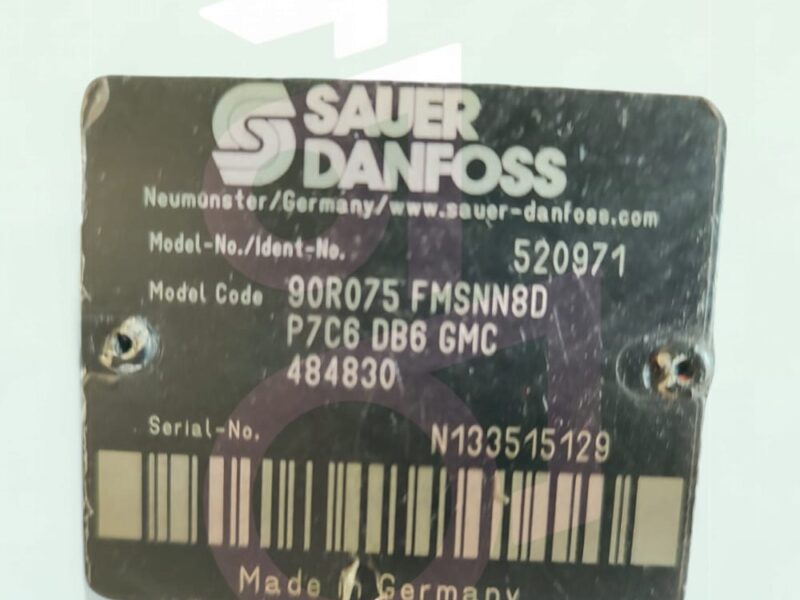 SAUER
DANFOSS
Neumünster/Germany/www.sauer-danfoss.com
Model-No./Ident-No. 520971
Model Code 90R075 FMSNN8D
P7C6 DB6 GMC
484830
Serial-No. N133515129
Made in Germany